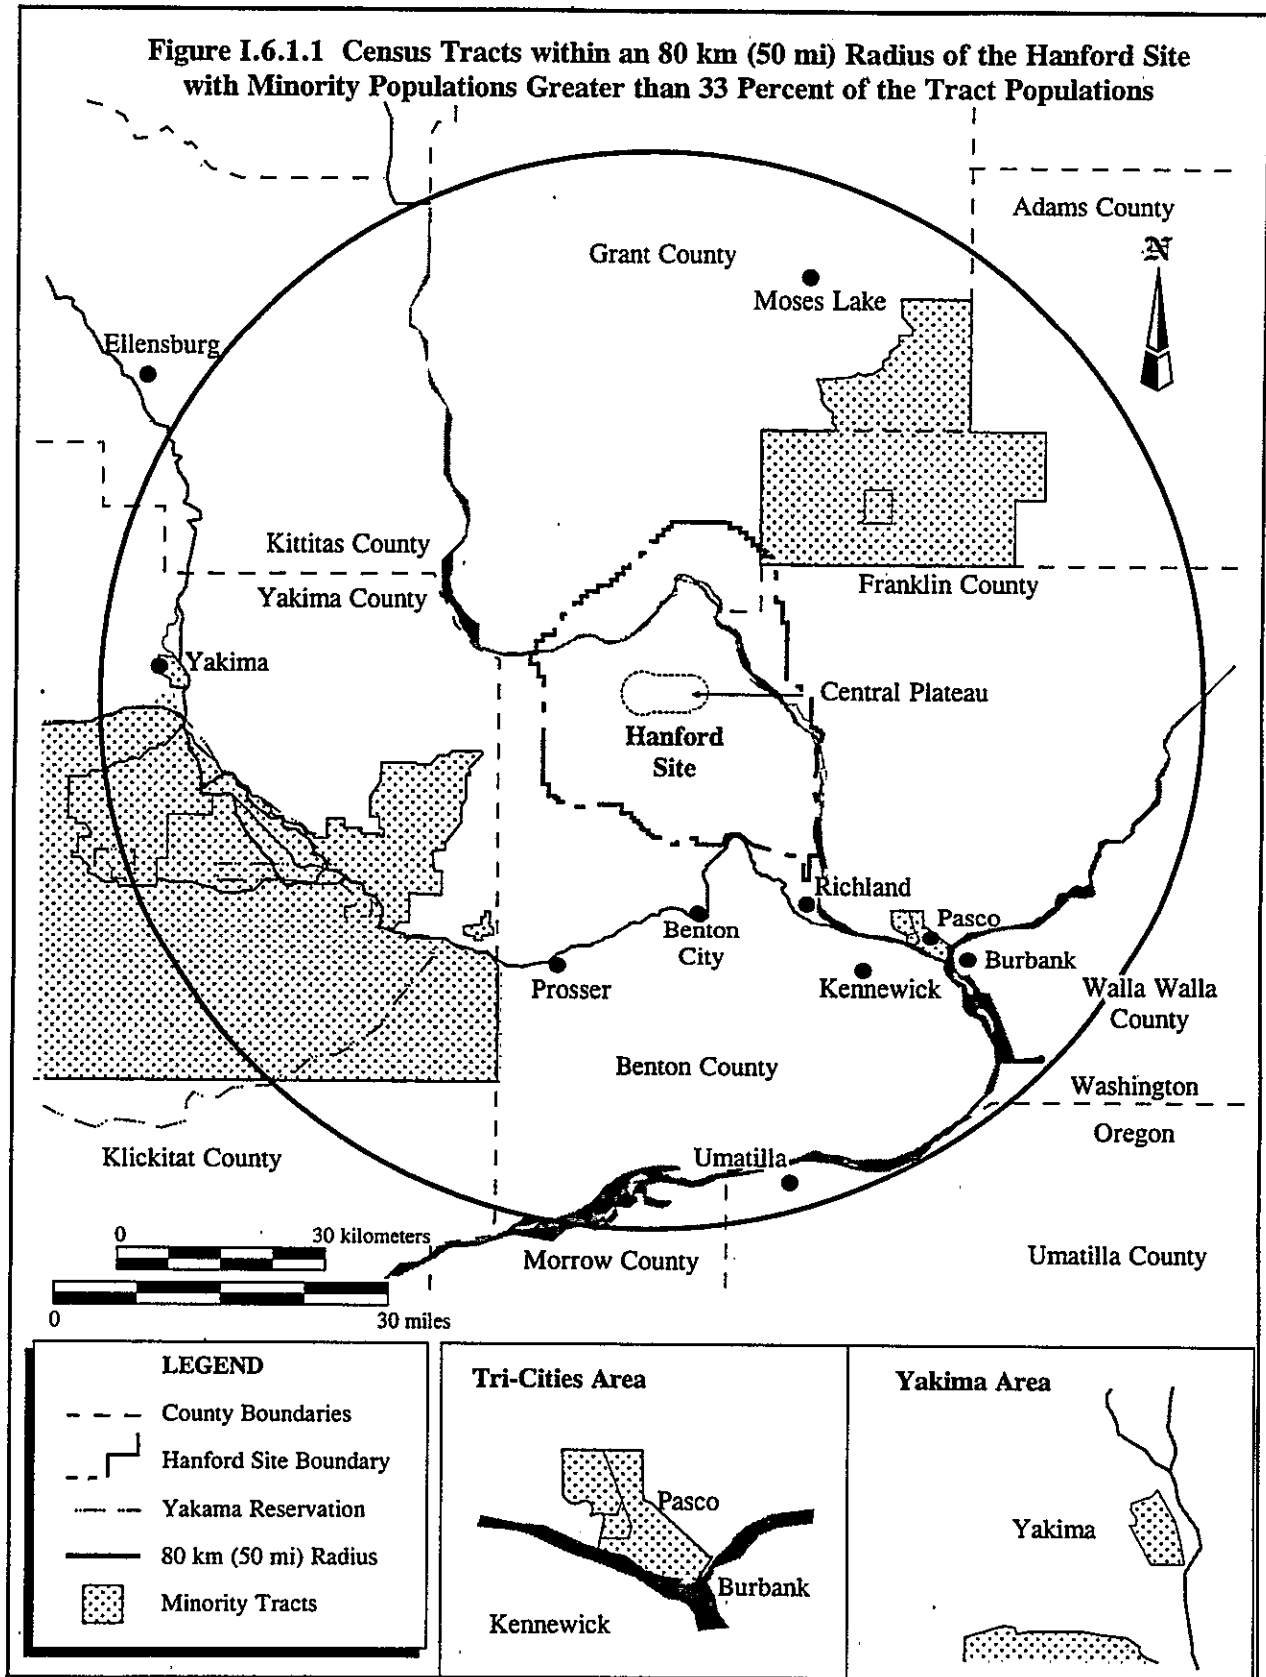 Figure I.6.1.1 Census Tracts within an 80 km (50 mi) Radius of the Hanford Site
with Minority Populations Greater than 33 Percent of the Tract Populations
Adams County
N
Grant County
Moses Lake
Ellensburg
Kittitas County
Yakima County
Franklin County
Yakima
Central Plateau
Hanford
Site
Richland
Pasco
Benton
City
Burbank
Prosser
Kennewick
Walla Walla
County
Benton County
Washington
Oregon
Klickitat County
Umatilla
0 30 kilometers
Morrow County
Umatilla County
0 30 miles
LEGEND
County Boundaries
Hanford Site Boundary
Yakama Reservation
80 km (50 mi) Radius
Minority Tracts
Tri-Cities Area
Pasco
Burbank
Kennewick
Yakima Area
Yakima